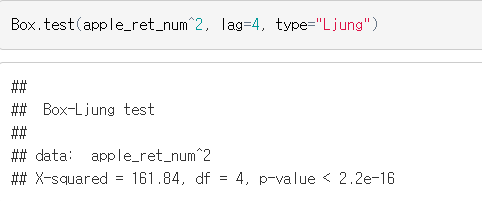 Box.test(apple_ret_num^2, lag=4, type="Ljung")
##
##  Box-Ljung test
##
## data:  apple_ret_num^2
## X-squared = 161.84, df = 4, p-value < 2.2e-16